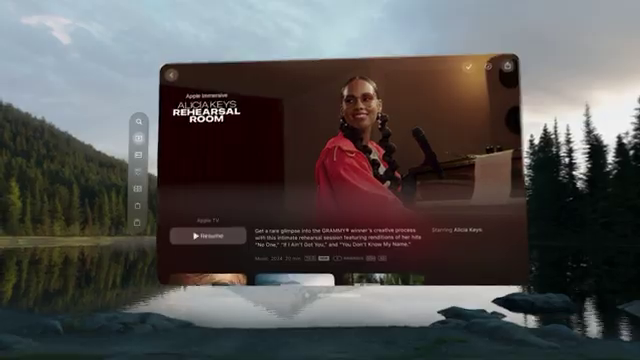 Apple Immersive
ALICIA KEYS
REHEARSAL
ROOM
Apple TV
Resume
Get a rare glimpse into the GRAMMY® winner's creative process
with this intimate rehearsal session featuring renditions of her hits
"No One," "If I Ain't Got You," and "You Don't Know My Name."
Starring Alicia Keys